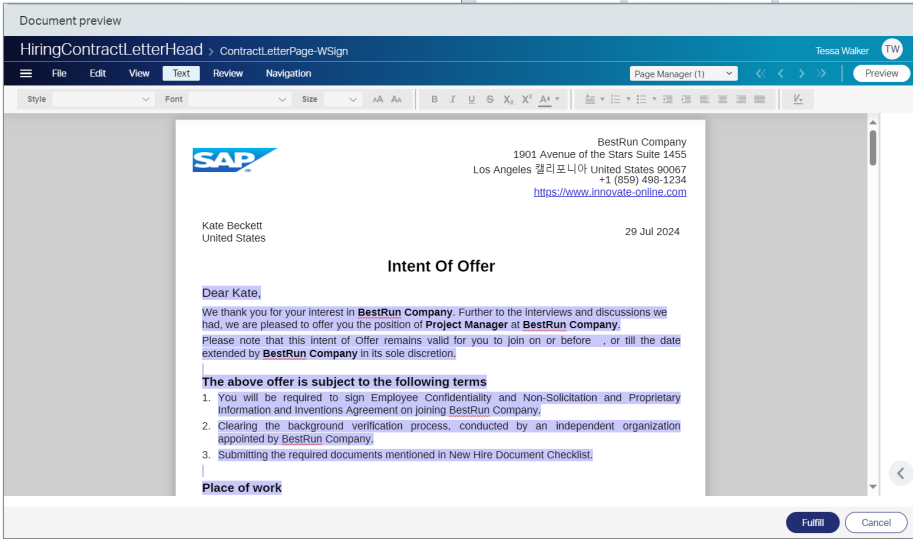 Document preview
HiringContractLetterHead > ContractLetterPage-WSign
Tessa Walker TW
File Edit View Text Review Navigation
Page Manager (1)
Preview
Style Font Size
B I U S X₂ X² A
SAP
BestRun Company
1901 Avenue of the Stars Suite 1455
Los Angeles 캘리포니아 United States 90067
+1 (859) 498-1234
https://www.innovate-online.com
Kate Beckett
United States
29 Jul 2024
Intent Of Offer
Dear Kate,
We thank you for your interest in BestRun Company. Further to the interviews and discussions we
had, we are pleased to offer you the position of Project Manager at BestRun Company.
Please note that this intent of Offer remains valid for you to join on or before , or till the date
extended by BestRun Company in its sole discretion.
The above offer is subject to the following terms
1. You will be required to sign Employee Confidentiality and Non-Solicitation and Proprietary
Information and Inventions Agreement on joining BestRun Company.
2. Clearing the background verification process, conducted by an independent organization
appointed by BestRun Company.
3. Submitting the required documents mentioned in New Hire Document Checklist.
Place of work
Fulfill Cancel